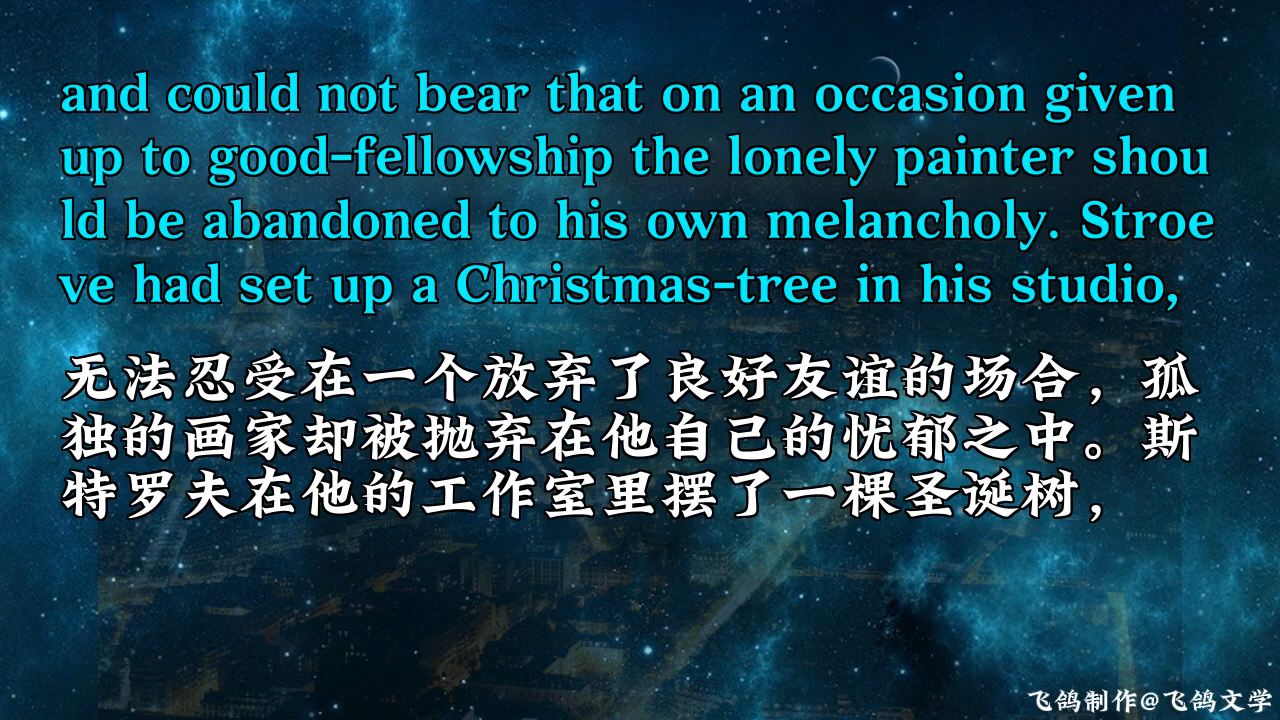 and could not bear that on an occasion given
up to good-fellowship the lonely painter shou
ld be abandoned to his own melancholy. Stroe
ve had set up a Christmas-tree in his studio,
无法忍受在一个放弃了良好友谊的场合，孤
独的画家却被抛弃在他自己的忧郁之中。斯
特罗夫在他的工作室里摆了一棵圣诞树，
飞鸽制作@飞鸽文学